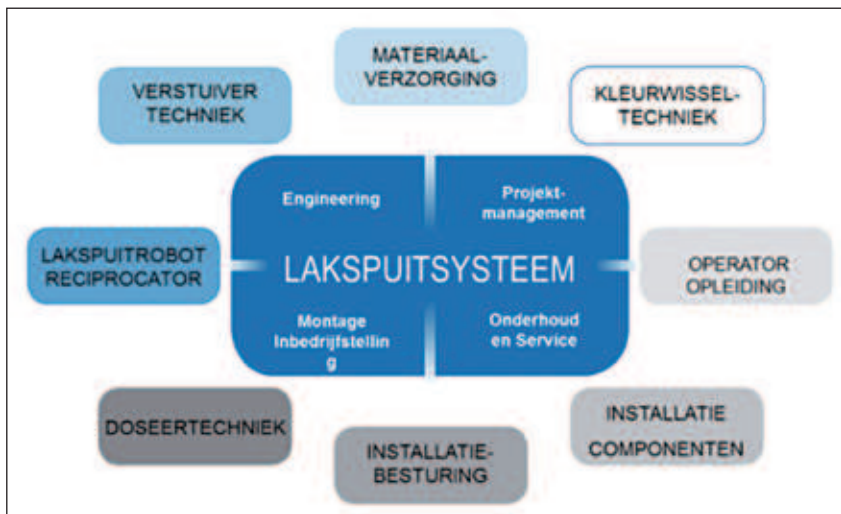 MATERIAAL-
VERZORGING
VERSTUIVER
TECHNIEK
KLEURWISSEL-
TECHNIEK
Engineering
Projekt-
management
LAKSPUITROBOT
RECIPROCATOR
LAKSPUITSYSTEEM
OPERATOR
OPLEIDING
Montage
Inbedrijfstellin
g
Onderhoud
en Service
DOSEERTECHNIEK
INSTALLATIE-
BESTURING
INSTALLATIE
COMPONENTEN